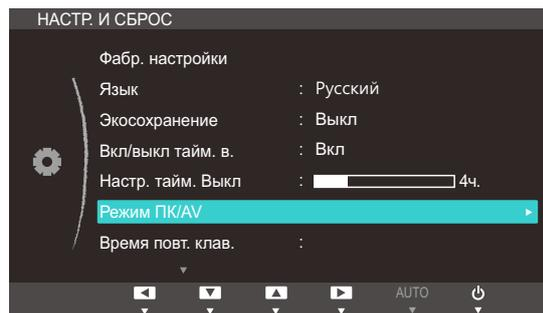 НАСТР. И СБРОС
Фабр. настройки
Язык : Русский
Экосохранение : Выкл
Вкл/выкл тайм. в. : Вкл
Настр. тайм. Выкл : 4ч.
Режим ПК/AV
Время повт. клав. :
AUTO